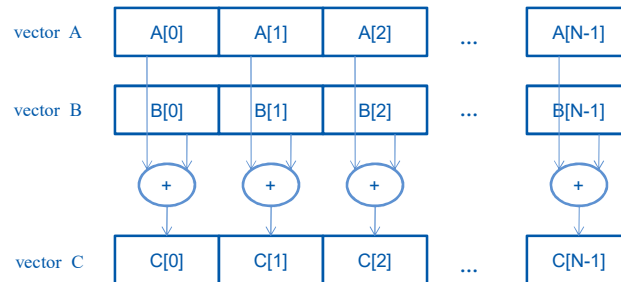 vector A A[0] A[1] A[2] ... A[N-1]
vector B B[0] B[1] B[2] ... B[N-1]
+ + + +
vector C C[0] C[1] C[2] ... C[N-1]